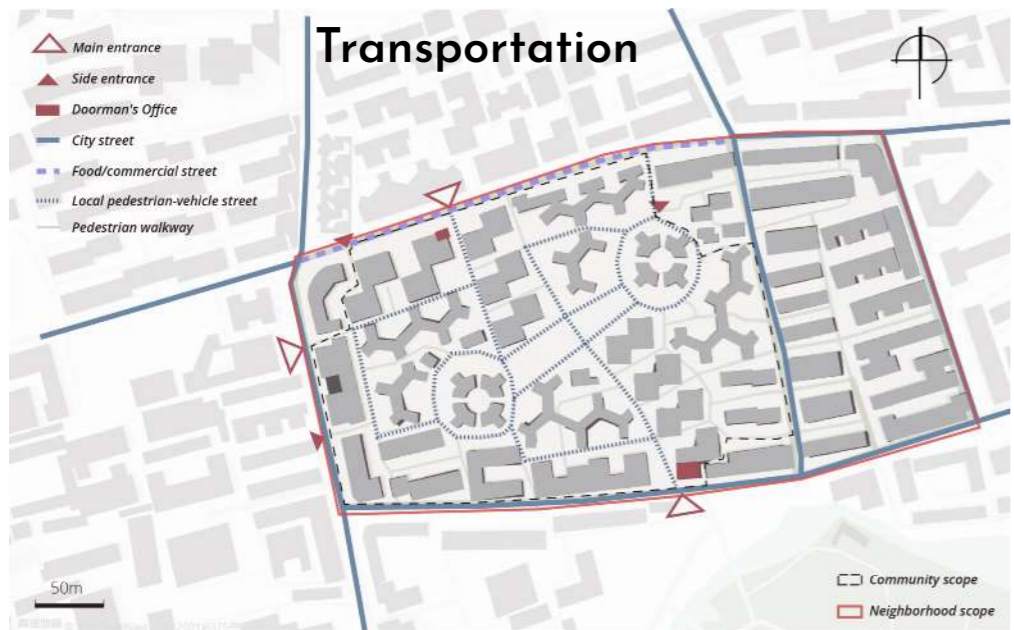 Transportation
Main entrance
Side entrance
Doorman's Office
City street
Food/commercial street
Local pedestrian-vehicle street
Pedestrian walkway
50m
Community scope
Neighborhood scope